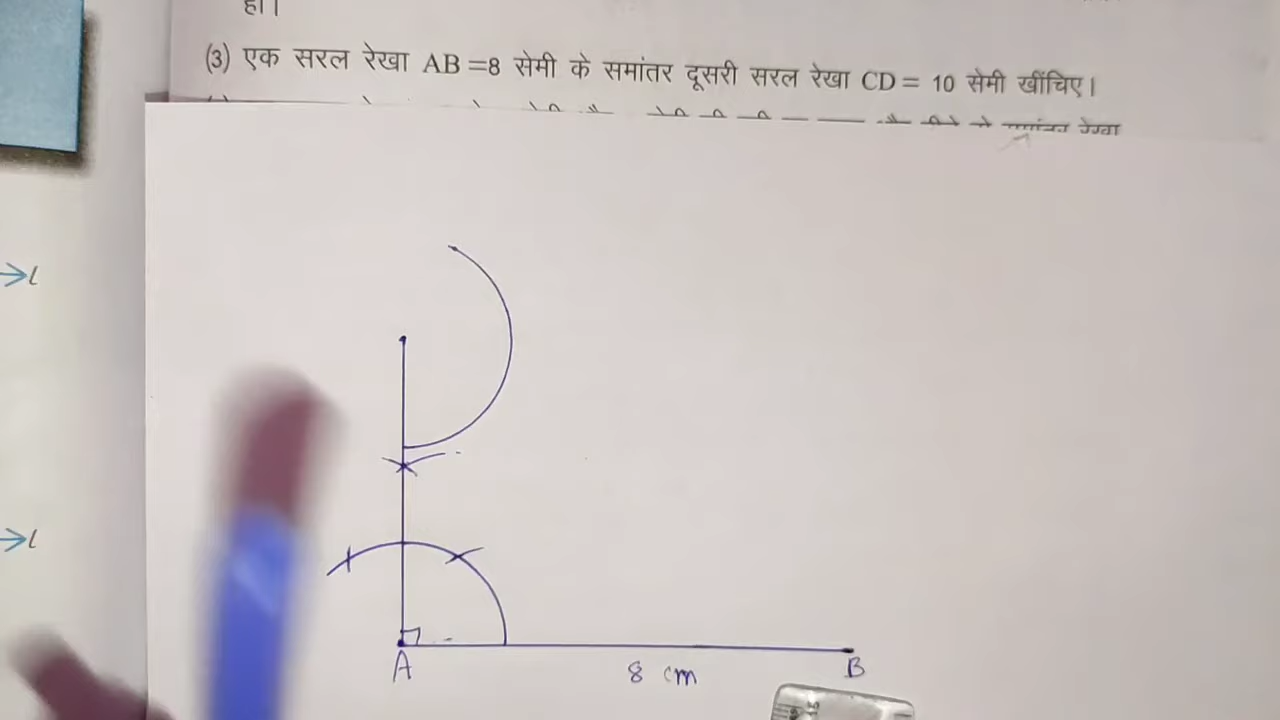 हो।
(3) एक सरल रेखा AB =8 सेमी के समांतर दूसरी सरल रेखा CD = 10 सेमी खींचिए।
→l
→l
A
8 cm
B